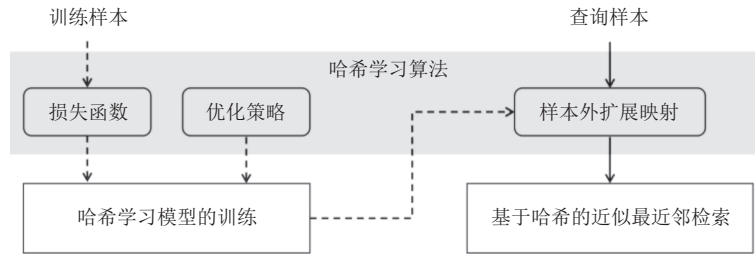 训练样本
查询样本
哈希学习算法
损失函数
优化策略
样本外扩展映射
哈希学习模型的训练
基于哈希的近似最近邻检索